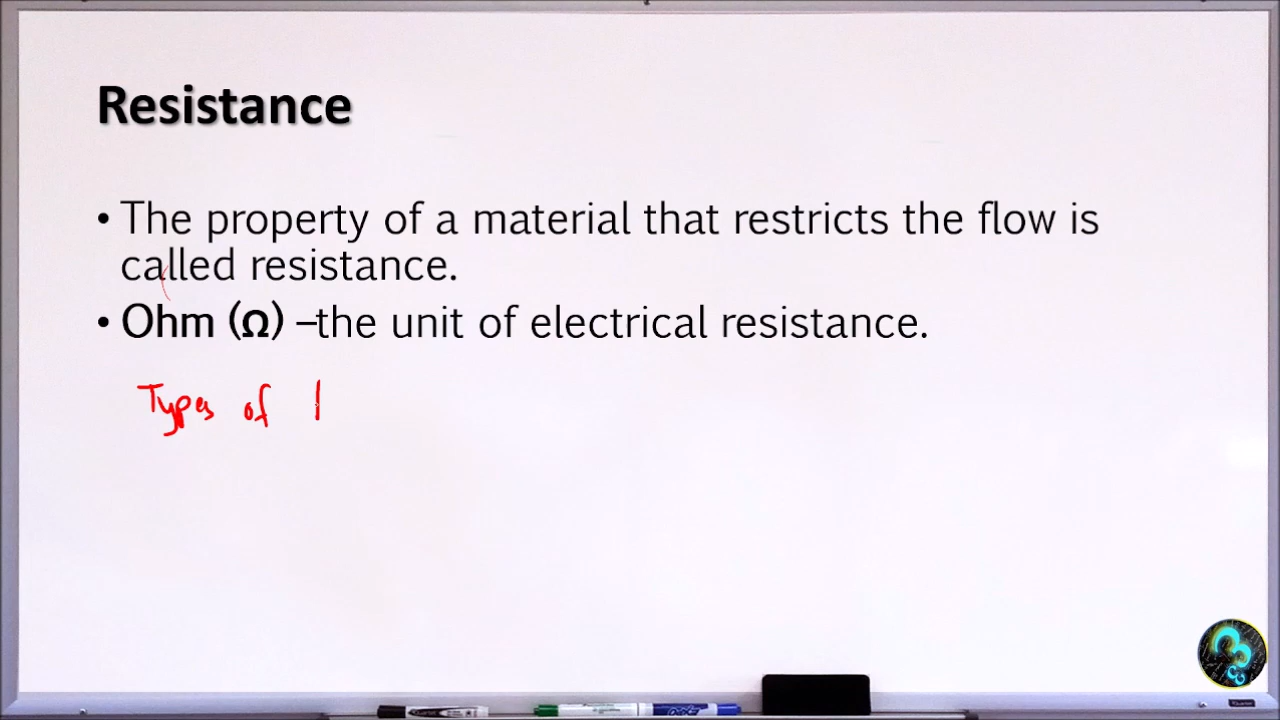 Resistance
• The property of a material that restricts the flow is
called resistance.
• Ohm (Ω) –the unit of electrical resistance.
Types of